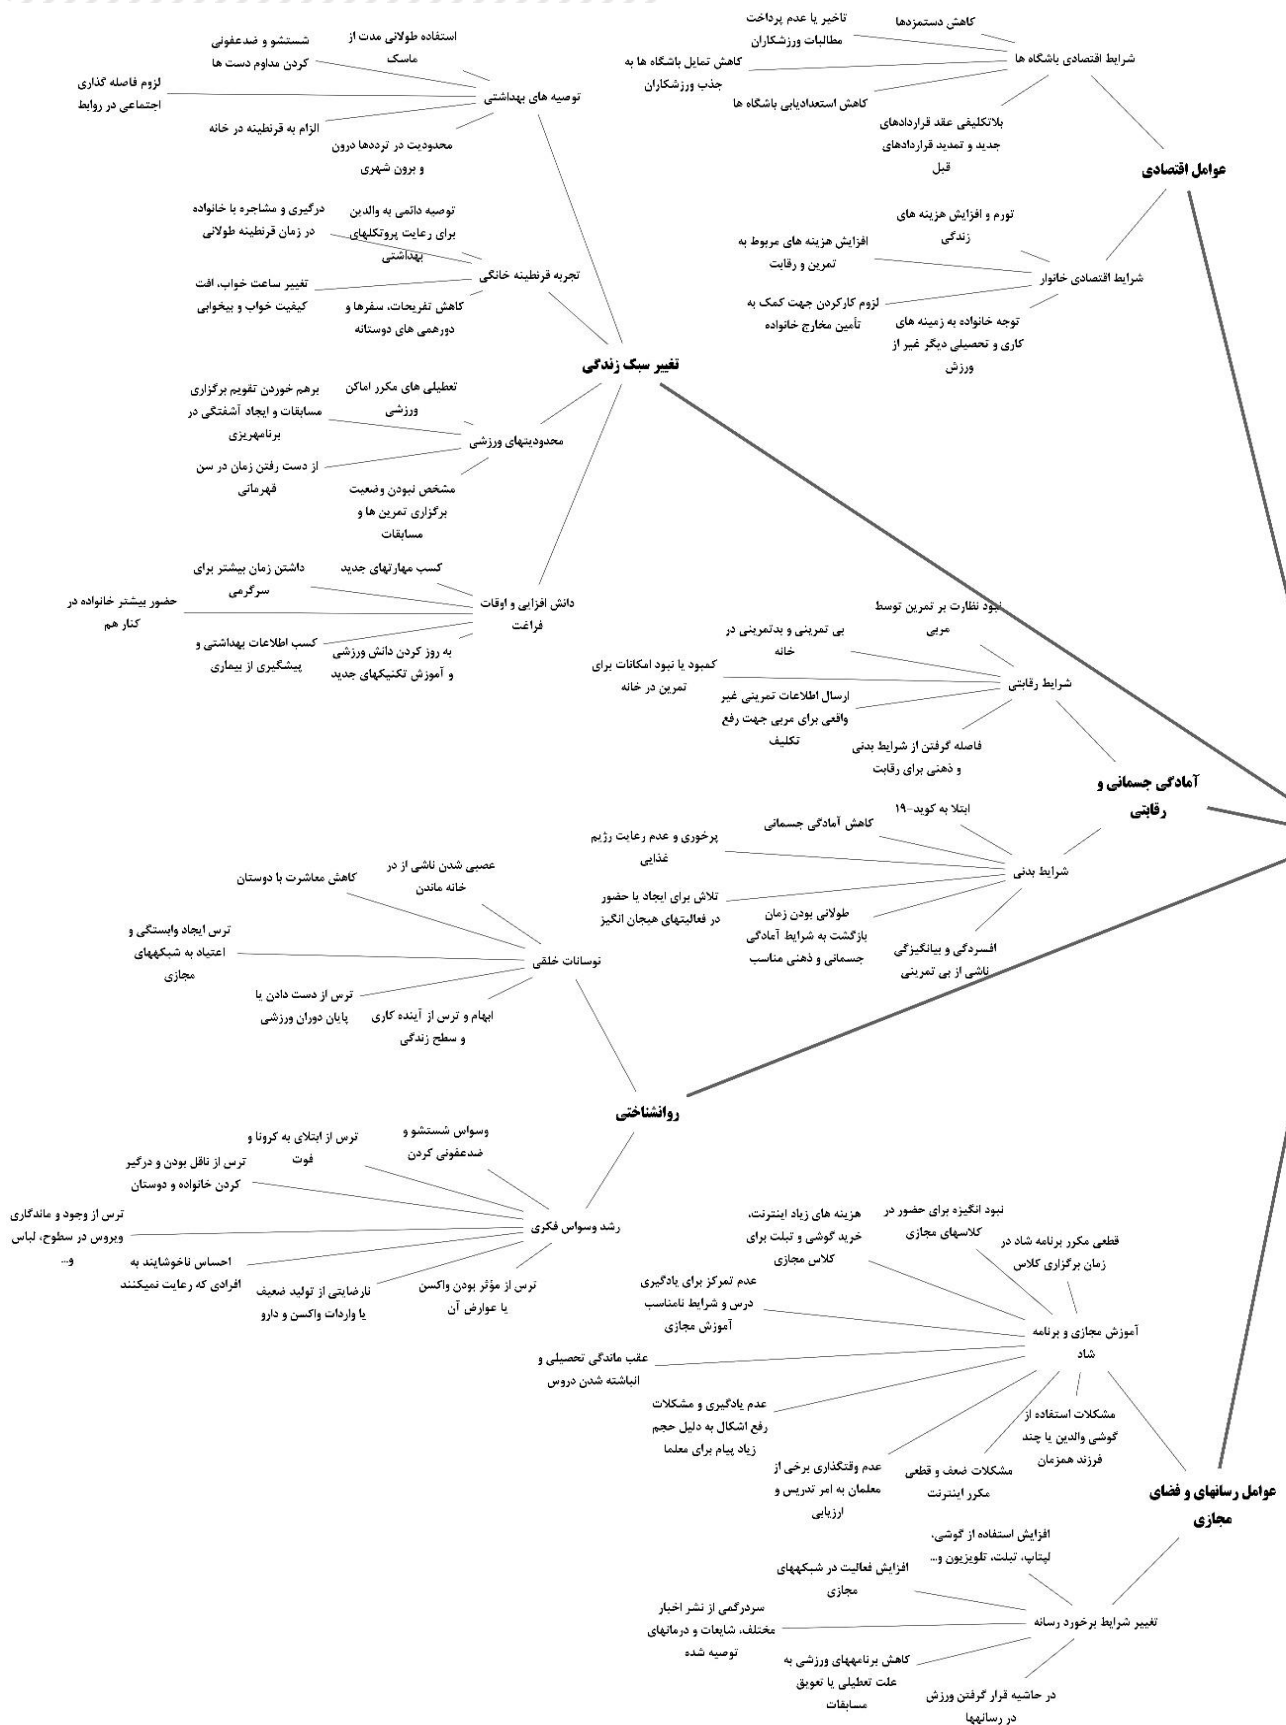 عوامل اقتصادی
شرایط اقتصادی باشگاه ها
کاهش دستمزدها
تاخیر یا عدم پرداخت
مطالبات ورزشکاران
کاهش تمایل باشگاه ها به
جذب ورزشکاران
کاهش استعدادیابی باشگاه ها
بلاتکلیفی عقد قراردادهای
جدید و تمدید قراردادهای
قبل
شرایط اقتصادی خانوار
تورم و افزایش هزینه های
زندگی
افزایش هزینه های مربوط به
تمرین و رقابت
لزوم کارکردن جهت کمک به
تأمین مخارج خانواده
توجه خانواده به زمینه های
کاری و تحصیلی دیگر غیر از
ورزش
تغییر سبک زندگی
توصیه های بهداشتی
استفاده طولانی مدت از
ماسک
شستشو و ضدعفونی
کردن مداوم دست ها
لزوم فاصله گذاری
اجتماعی در روابط
الزام به قرنطینه در خانه
محدودیت در ترددها درون
و برون شهری
تجربه قرنطینه خانگی
توصیه دائمی به والدین
برای رعایت پروتکلهای
بهداشتی
درگیری و مشاجره با خانواده
در زمان قرنطینه طولانی
تغییر ساعت خواب، افت
کیفیت خواب و بیخوابی
کاهش تفریحات، سفرها و
دورهمی های دوستانه
محدودیتهای ورزشی
تعطیلی های مکرر اماکن
ورزشی
برهم خوردن تقویم برگزاری
مسابقات و ایجاد آشفتگی در
برنامهریزی
از دست رفتن زمان در سن
قهرمانی
مشخص نبودن وضعیت
برگزاری تمرین ها و
مسابقات
دانش افزایی و اوقات
فراغت
کسب مهارتهای جدید
داشتن زمان بیشتر برای
سرگرمی
حضور بیشتر خانواده در
کنار هم
کسب اطلاعات بهداشتی و
پیشگیری از بیماری
به روز کردن دانش ورزشی
و آموزش تکنیکهای جدید
آمادگی جسمانی و
رقابتی
شرایط رقابتی
نبود نظارت بر تمرین توسط
مربی
بی تمرینی و بدتمرینی در
خانه
کمبود یا نبود امکانات برای
تمرین در خانه
ارسال اطلاعات تمرینی غیر
واقعی برای مربی جهت رفع
تکلیف
فاصله گرفتن از شرایط بدنی
و ذهنی برای رقابت
شرایط بدنی
ابتلا به کوید-۱۹
کاهش آمادگی جسمانی
پرخوری و عدم رعایت رژیم
غذایی
تلاش برای ایجاد یا حضور
در فعالیتهای هیجان انگیز
طولانی بودن زمان
بازگشت به شرایط آمادگی
جسمانی و ذهنی مناسب
افسردگی و بیانگیزگی
ناشی از بی تمرینی
روانشناختی
نوسانات خلقی
عصبی شدن ناشی از در
خانه ماندن
کاهش معاشرت با دوستان
ترس ایجاد وابستگی و
اعتیاد به شبکههای
مجازی
ترس از دست دادن یا
پایان دوران ورزشی
ابهام و ترس از آینده کاری
و سطح زندگی
رشد وسواس فکری
وسواس شستشو و
ضدعفونی کردن
ترس از ابتلای به کرونا و
فوت
ترس از ناقل بودن و درگیر
کردن خانواده و دوستان
ترس از وجود و ماندگاری
ویروس در سطوح، لباس
و...
احساس ناخوشایند به
افرادی که رعایت نمیکنند
نارضایتی از تولید ضعیف
یا واردات واکسن و دارو
ترس از مؤثر بودن واکسن
یا عوارض آن
عوامل رسانهای و فضای
مجازی
آموزش مجازی و برنامه
شاد
قطعی مکرر برنامه شاد در
زمان برگزاری کلاس
نبود انگیزه برای حضور در
کلاسهای مجازی
هزینه های زیاد اینترنت،
خرید گوشی و تبلت برای
کلاس مجازی
عدم تمرکز برای یادگیری
درس و شرایط نامناسب
آموزش مجازی
عقب ماندگی تحصیلی و
انباشته شدن دروس
عدم یادگیری و مشکلات
رفع اشکال به دلیل حجم
زیاد پیام برای معلما
عدم وقتگذاری برخی از
معلمان به امر تدریس و
ارزیابی
مشکلات ضعف و قطعی
مکرر اینترنت
مشکلات استفاده از
گوشی والدین یا چند
فرزند همزمان
تغییر شرایط برخورد رسانه
افزایش استفاده از گوشی،
لپتاپ، تبلت، تلویزیون و...
افزایش فعالیت در شبکههای
مجازی
سردرگمی از نشر اخبار
مختلف، شایعات و درمانهای
توصیه شده
کاهش برنامههای ورزشی به
علت تعطیلی یا تعویق
مسابقات
در حاشیه قرار گرفتن ورزش
در رسانهها